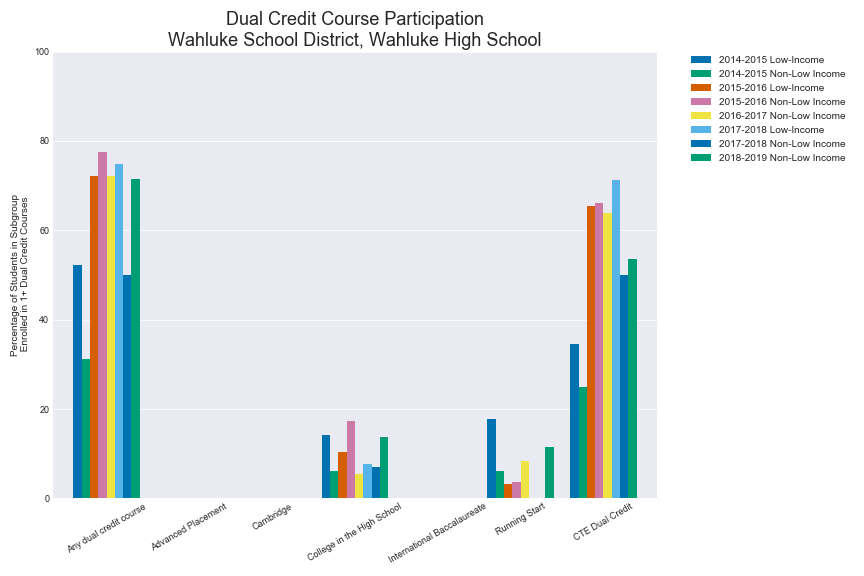 Dual Credit Course Participation
Wahluke School District, Wahluke High School
Percentage of Students in Subgroup
Enrolled in 1+ Dual Credit Courses
100
80
60
40
20
0
Any dual credit course
Advanced Placement
Cambridge
College in the High School
International Baccalaureate
Running Start
CTE Dual Credit
2014-2015 Low-Income
2014-2015 Non-Low Income
2015-2016 Low-Income
2015-2016 Non-Low Income
2016-2017 Non-Low Income
2017-2018 Low-Income
2017-2018 Non-Low Income
2018-2019 Non-Low Income